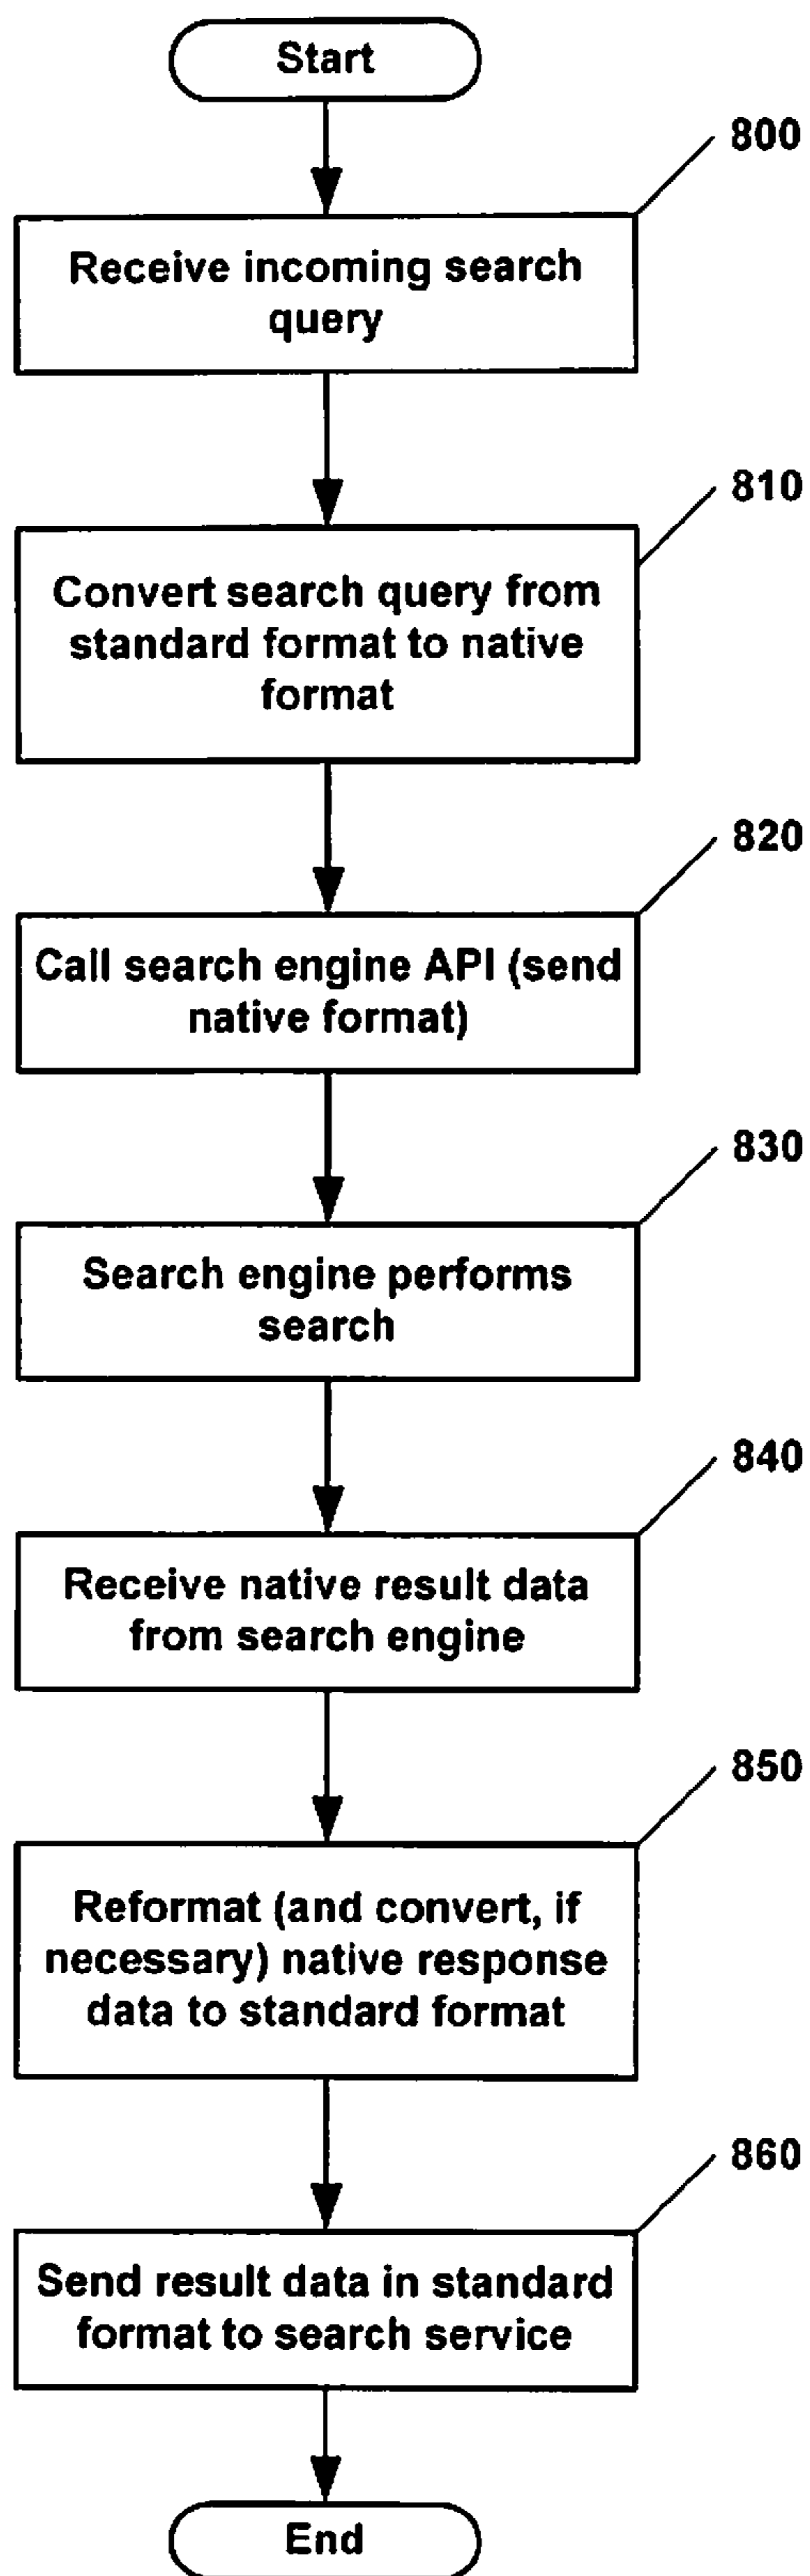 Start
800
Receive incoming search
query
810
Convert search query from
standard format to native
format
820
Call search engine API (send
native format)
830
Search engine performs
search
840
Receive native result data
from search engine
850
Reformat (and convert, if
necessary) native response
data to standard format
860
Send result data in standard
format to search service
End